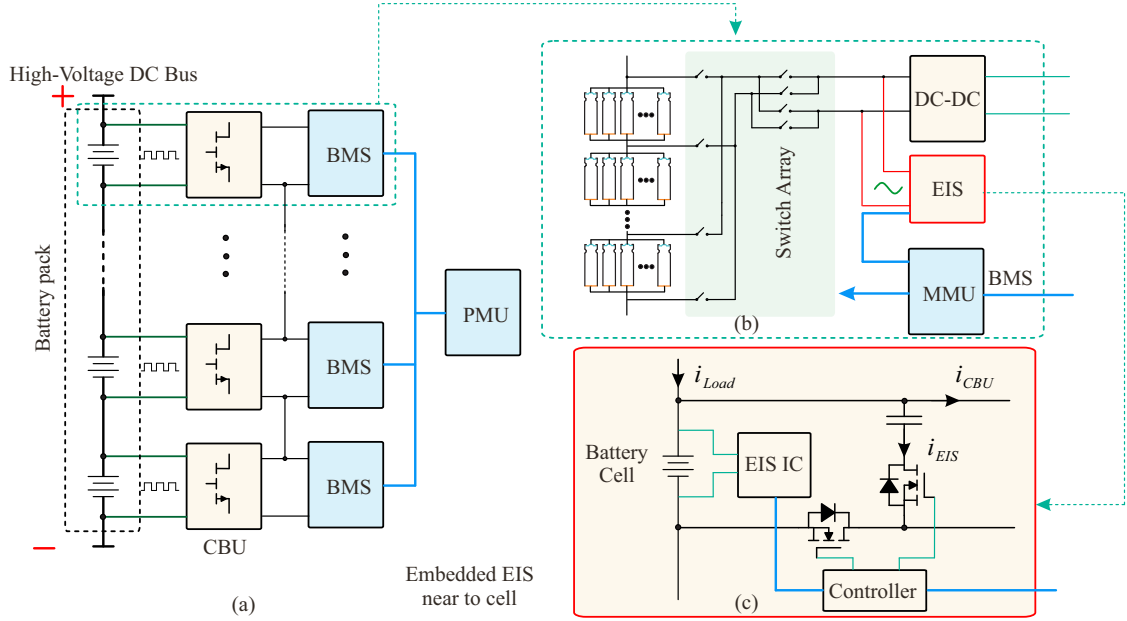 High-Voltage DC Bus
+
Battery pack
−
BMS
BMS
BMS
CBU
PMU
(a)
Embedded EIS
near to cell
Switch Array
DC-DC
EIS
MMU
BMS
(b)
i_Load
i_CBU
i_EIS
Battery
Cell
EIS IC
Controller
(c)